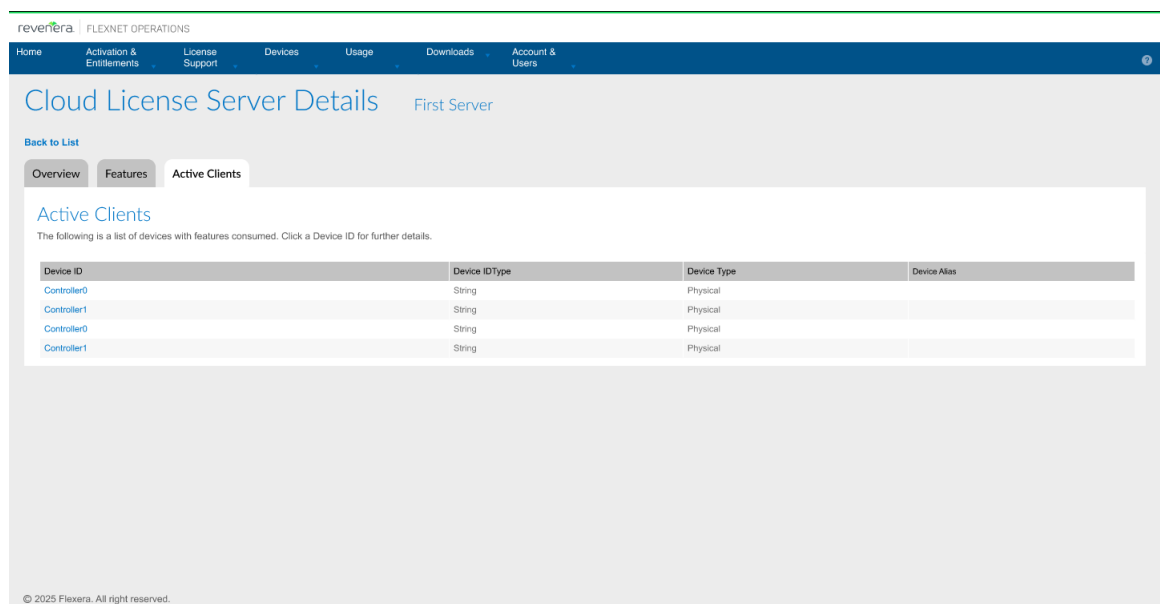 revenera. FLEXNET OPERATIONS
Home Activation & Entitlements License Support Devices Usage Downloads Account & Users ?
Cloud License Server Details First Server
Back to List
Overview Features Active Clients
Active Clients
The following is a list of devices with features consumed. Click a Device ID for further details.
Device ID Device IDType Device Type Device Alias
Controller0 String Physical
Controller1 String Physical
Controller0 String Physical
Controller1 String Physical
© 2025 Flexera. All right reserved.